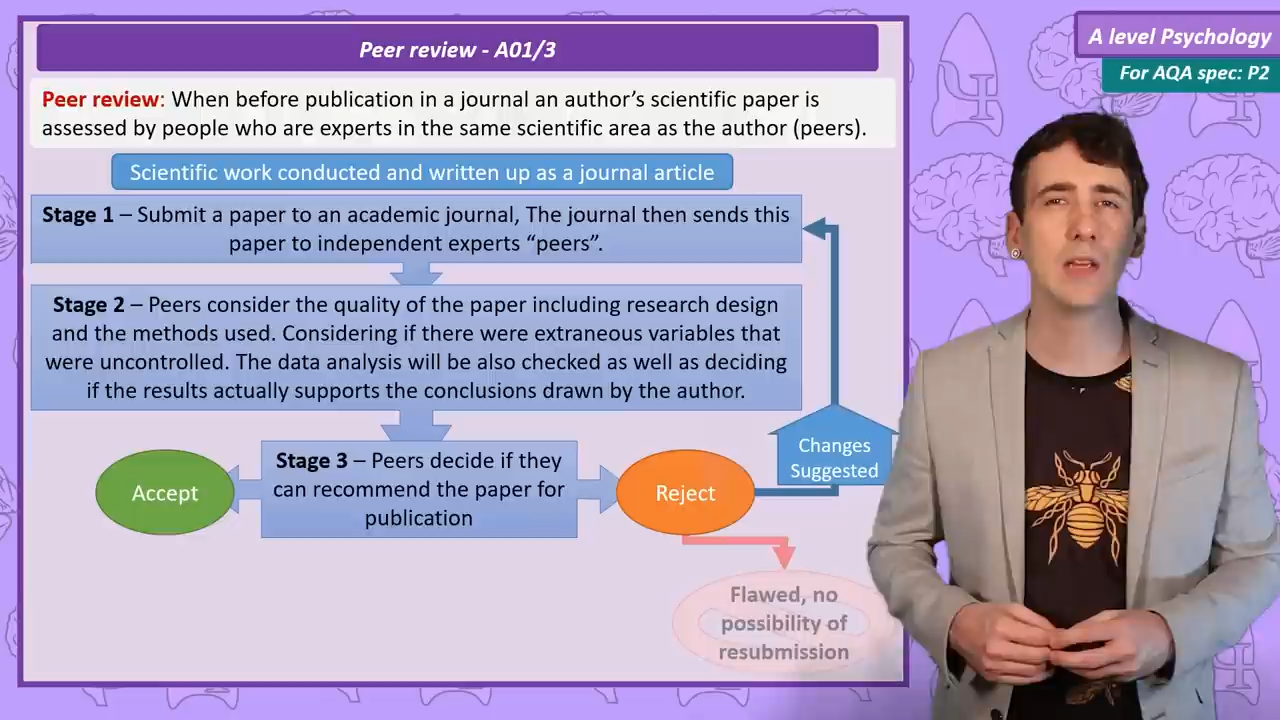 Peer review - A01/3
A level Psychology
For AQA spec: P2
Peer review: When before publication in a journal an author's scientific paper is
assessed by people who are experts in the same scientific area as the author (peers).
Scientific work conducted and written up as a journal article
Stage 1 – Submit a paper to an academic journal, The journal then sends this
paper to independent experts “peers”.
Stage 2 – Peers consider the quality of the paper including research design
and the methods used. Considering if there were extraneous variables that
were uncontrolled. The data analysis will be also checked as well as deciding
if the results actually supports the conclusions drawn by the author.
Changes
Suggested
Stage 3 – Peers decide if they
can recommend the paper for
publication
Accept
Reject
Flawed, no
possibility of
resubmission